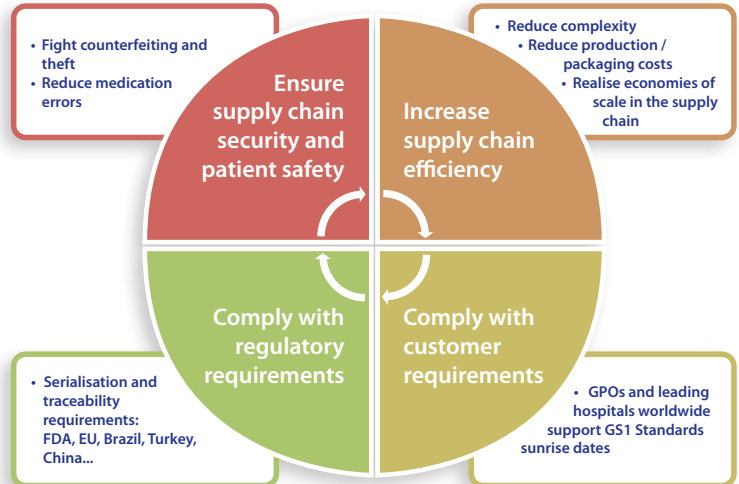 • Fight counterfeiting and
theft
• Reduce medication
errors
Ensure
supply chain
security and
patient safety
• Reduce complexity
• Reduce production /
packaging costs
• Realise economies of
scale in the supply
chain
Increase
supply chain
efficiency
Comply with
regulatory
requirements
• Serialisation and
traceability
requirements:
FDA, EU, Brazil, Turkey,
China...
Comply with
customer
requirements
• GPOs and leading
hospitals worldwide
support GS1 Standards
sunrise dates